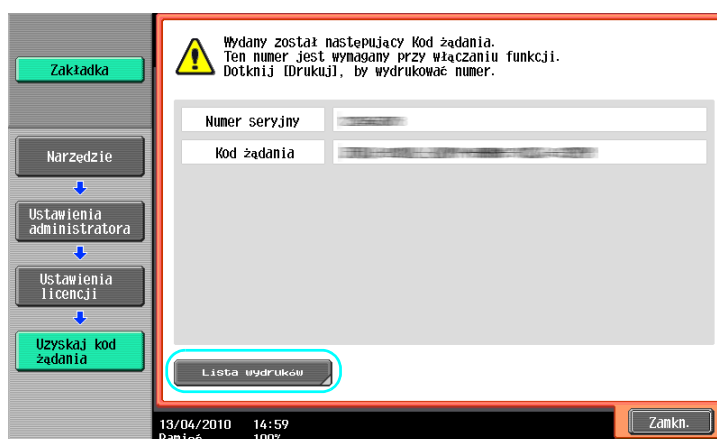 Zakładka
Wydany został następujący Kod żądania.
Ten numer jest wymagany przy włączaniu funkcji.
Dotknij [Drukuj], by wydrukować numer.
Numer seryjny
Kod żądania
Narzędzie
Ustawienia
administratora
Ustawienia
licencji
Uzyskaj kod
żądania
Lista wydruków
13/04/2010 14:59
Pamięć 100%
Zamkn.